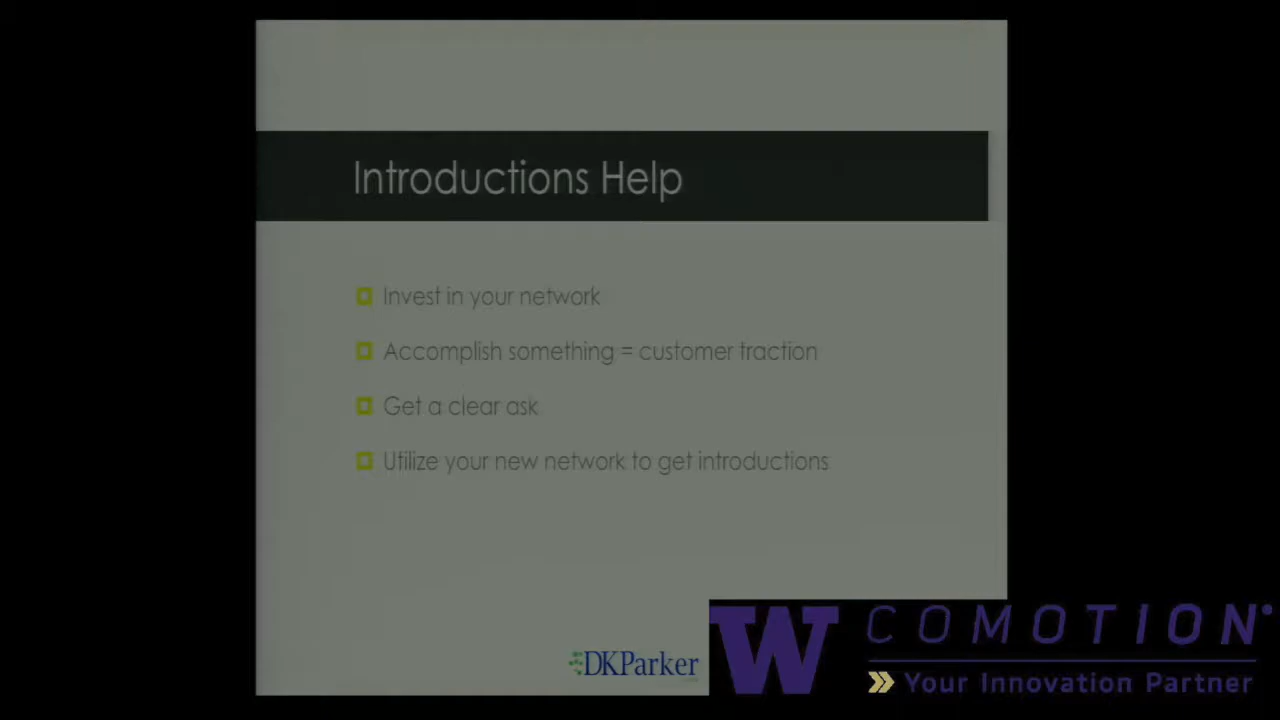 Introductions Help
Invest in your network
Accomplish something = customer traction
Get a clear ask
Utilize your new network to get introductions
DKParker
W COMOTION
Your Innovation Partner